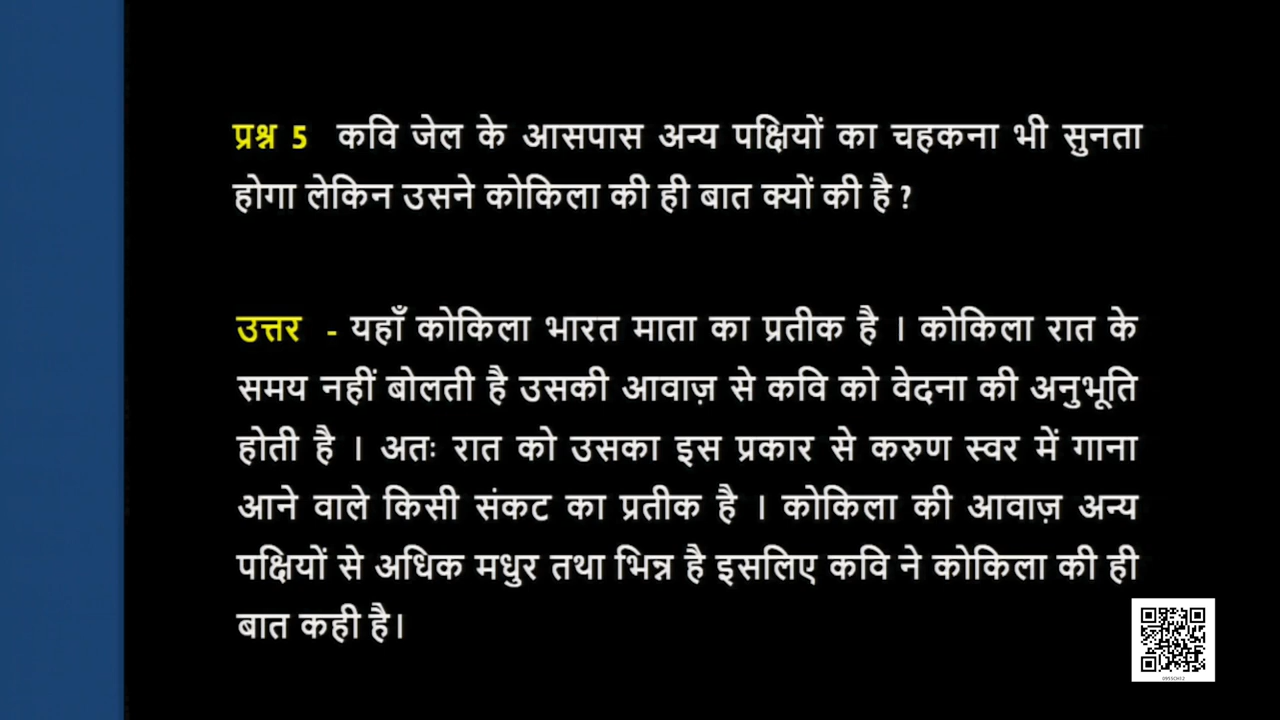 प्रश्न 5 कवि जेल के आसपास अन्य पक्षियों का चहकना भी सुनता
होगा लेकिन उसने कोकिला की ही बात क्यों की है ?
उत्तर - यहाँ कोकिला भारत माता का प्रतीक है । कोकिला रात के
समय नहीं बोलती है उसकी आवाज़ से कवि को वेदना की अनुभूति
होती है । अतः रात को उसका इस प्रकार से करुण स्वर में गाना
आने वाले किसी संकट का प्रतीक है । कोकिला की आवाज़ अन्य
पक्षियों से अधिक मधुर तथा भिन्न है इसलिए कवि ने कोकिला की ही
बात कही है।